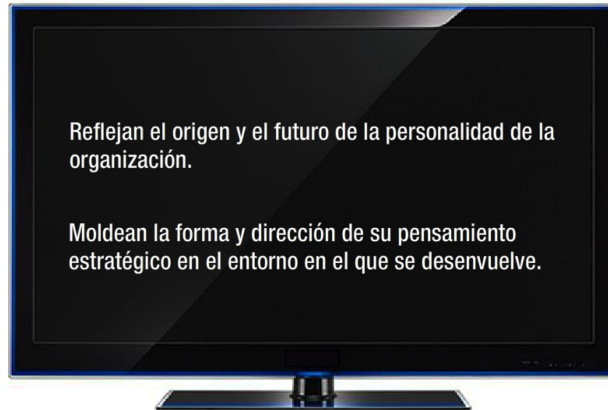 Reflejan el origen y el futuro de la personalidad de la
organización.
Moldean la forma y dirección de su pensamiento
estratégico en el entorno en el que se desenvuelve.